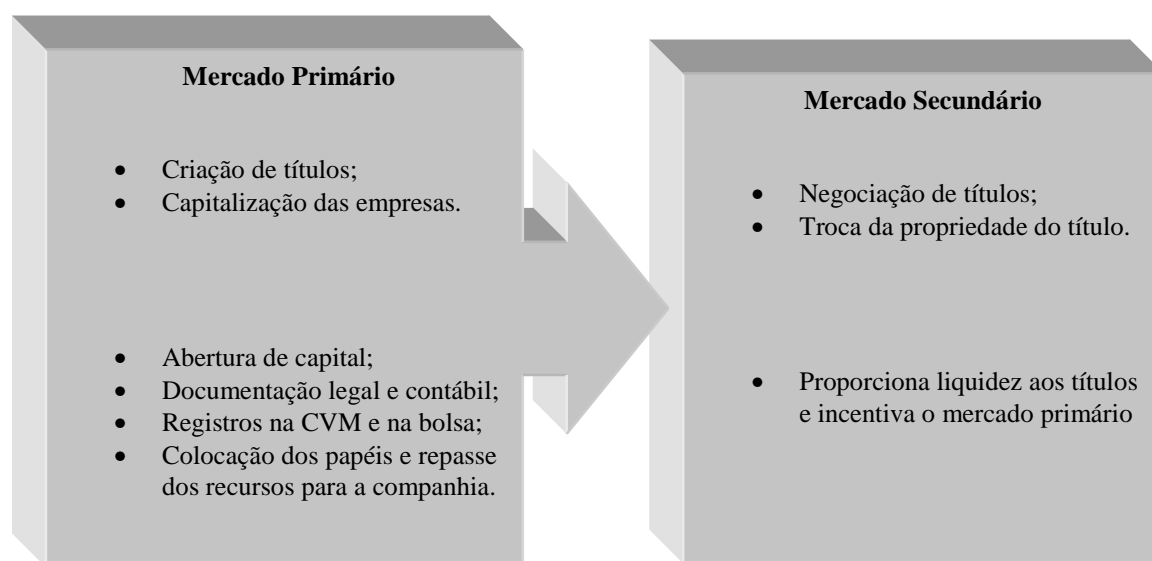 Mercado Primário
• Criação de títulos;
• Capitalização das empresas.
• Abertura de capital;
• Documentação legal e contábil;
• Registros na CVM e na bolsa;
• Colocação dos papéis e repasse
dos recursos para a companhia.
Mercado Secundário
• Negociação de títulos;
• Troca da propriedade do título.
• Proporciona liquidez aos títulos
e incentiva o mercado primário